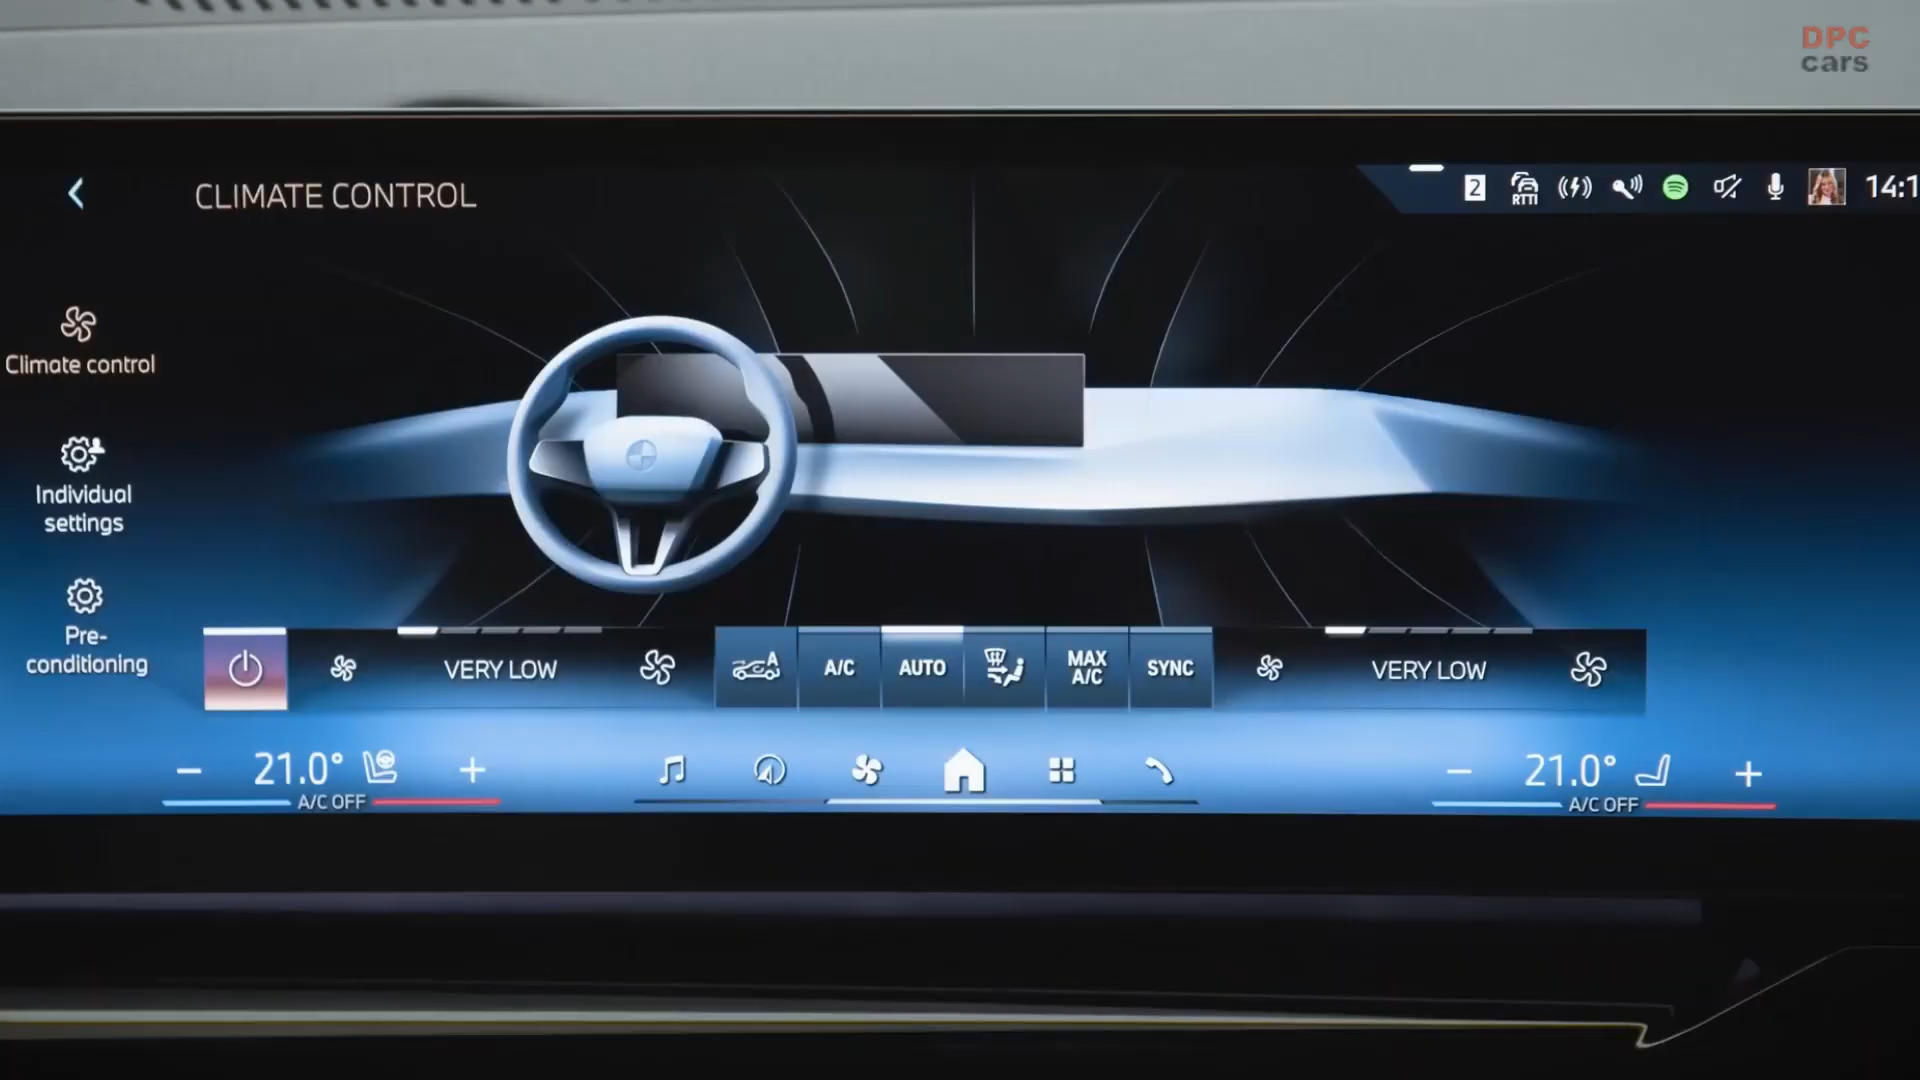 DPC
cars
CLIMATE CONTROL
2
RTTI
14:1
Climate control
Individual
settings
Pre-
conditioning
VERY LOW
A
A/C
AUTO
MAX
A/C
SYNC
VERY LOW
21.0°
A/C OFF
21.0°
A/C OFF